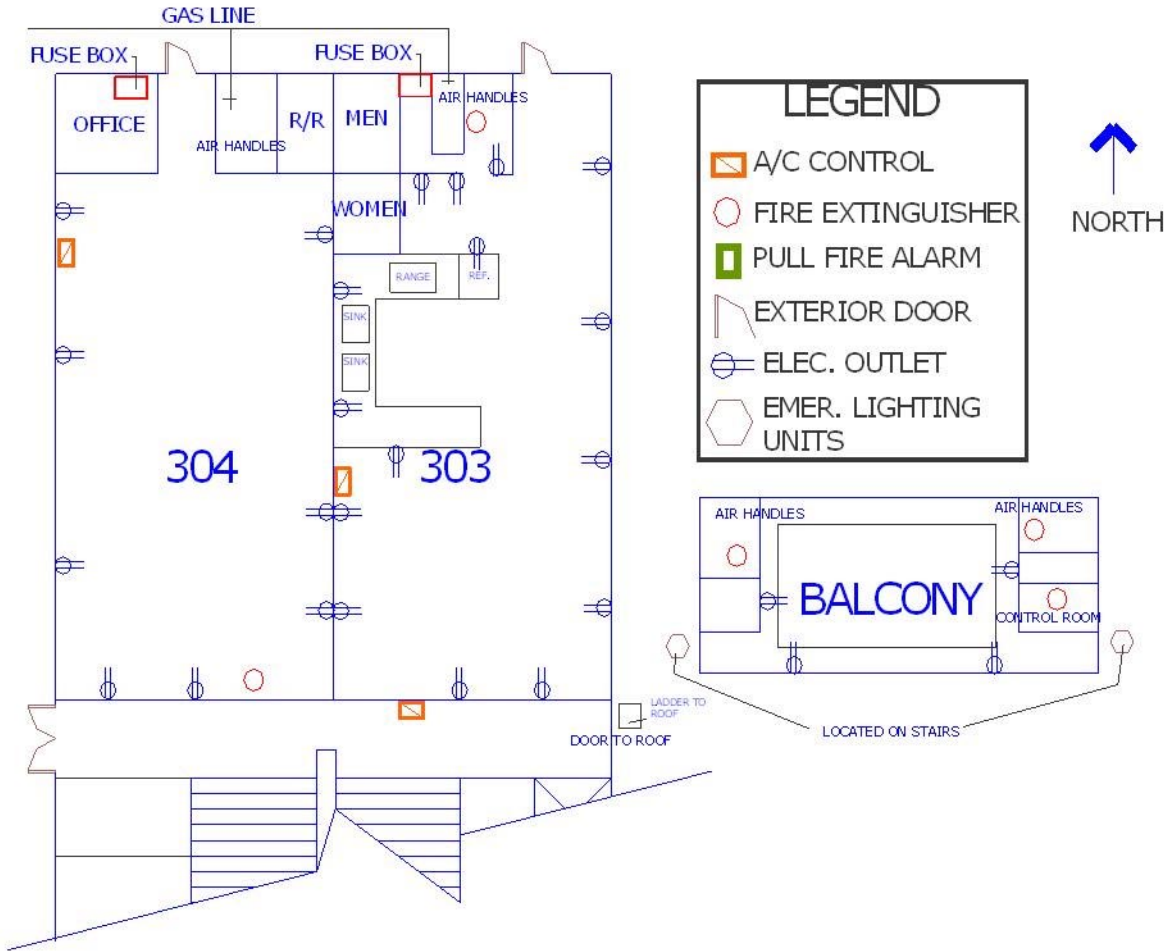 GAS LINE
FUSE BOX
FUSE BOX
AIR HANDLES
OFFICE
R/R
MEN
AIR HANDLES
WOMEN
RANGE
REF.
SINK
SINK
304
303
LADDER TO
ROOF
DOOR TO ROOF
LEGEND
A/C CONTROL
FIRE EXTINGUISHER
PULL FIRE ALARM
EXTERIOR DOOR
ELEC. OUTLET
EMER. LIGHTING
UNITS
NORTH
AIR HANDLES
AIR HANDLES
BALCONY
CONTROL ROOM
LOCATED ON STAIRS